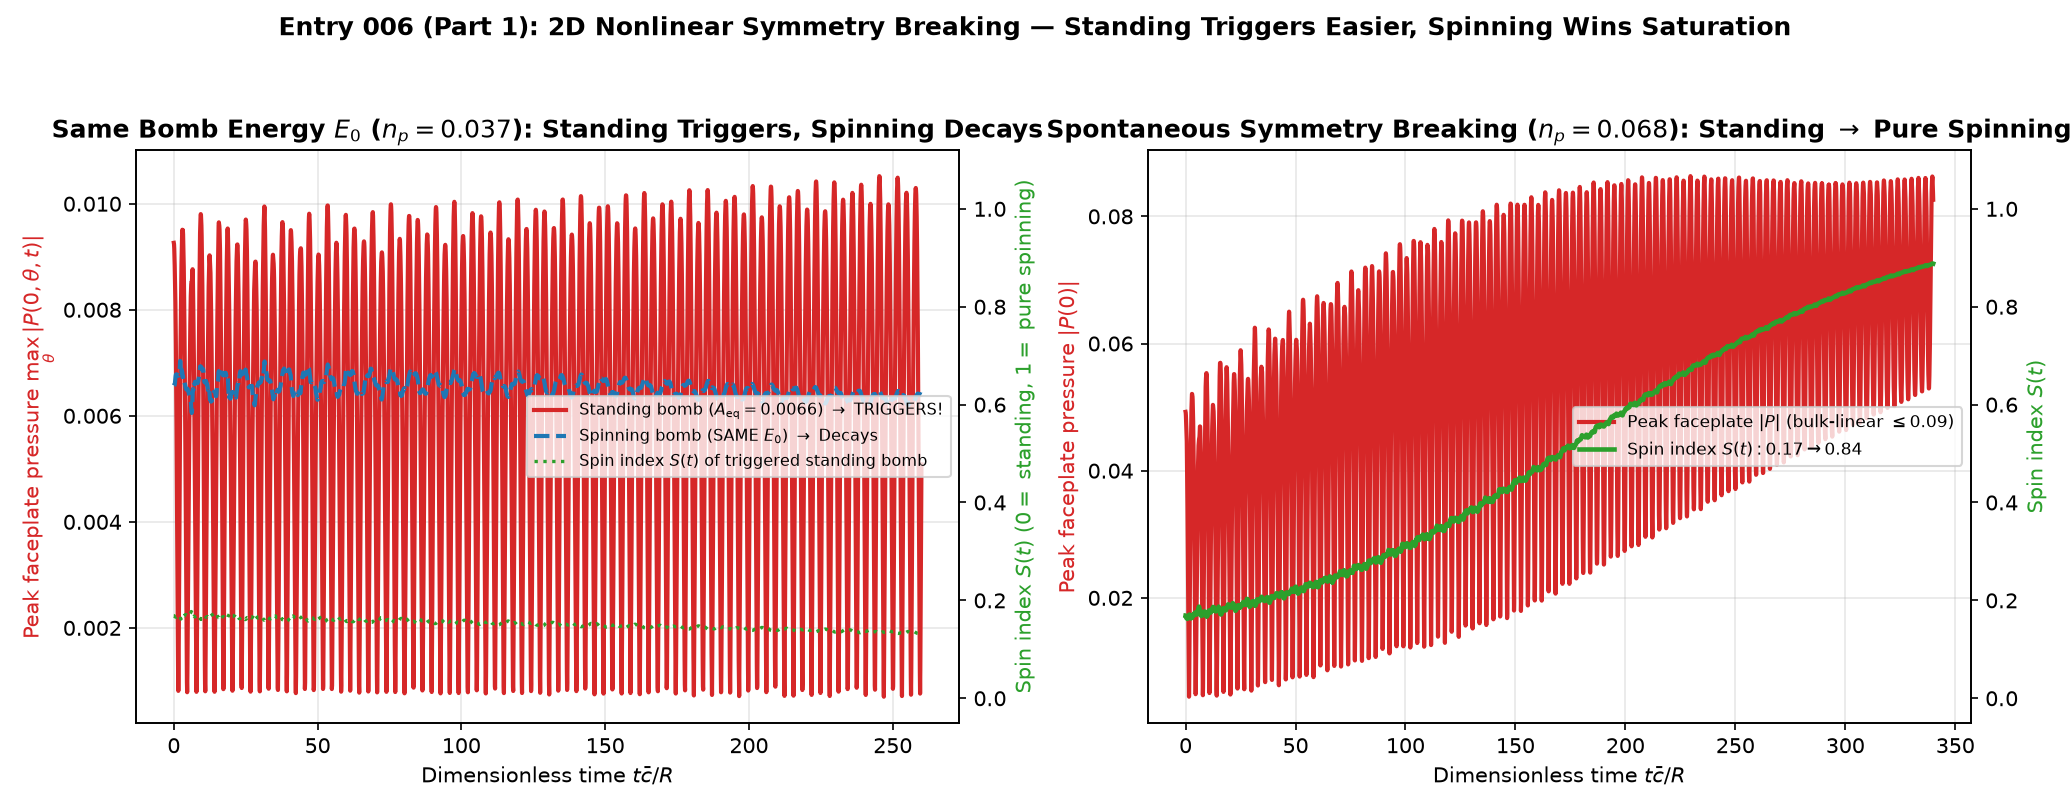 Entry 006 (Part 1): 2D Nonlinear Symmetry Breaking — Standing Triggers Easier, Spinning Wins Saturation
Same Bomb Energy E₀ (nₚ = 0.037): Standing Triggers, Spinning Decays
Peak faceplate pressure max_θ |P(0, θ, t)|
0.010
0.008
0.006
0.004
0.002
1.0
0.8
0.6
0.4
0.2
0.0
Spin index S(t) (0 = standing, 1 = pure spinning)
Standing bomb (A_eq = 0.0066) → TRIGGERS!
Spinning bomb (SAME E₀) → Decays
Spin index S(t) of triggered standing bomb
0 50 100 150 200 250
Dimensionless time tc̄/R
Spontaneous Symmetry Breaking (nₚ = 0.068): Standing → Pure Spinning
Peak faceplate pressure |P(0)|
0.08
0.06
0.04
0.02
1.0
0.8
0.6
0.4
0.2
0.0
Spin index S(t)
Peak faceplate |P| (bulk-linear ≤ 0.09)
Spin index S(t) : 0.17→0.84
0 50 100 150 200 250 300 350
Dimensionless time tc̄/R